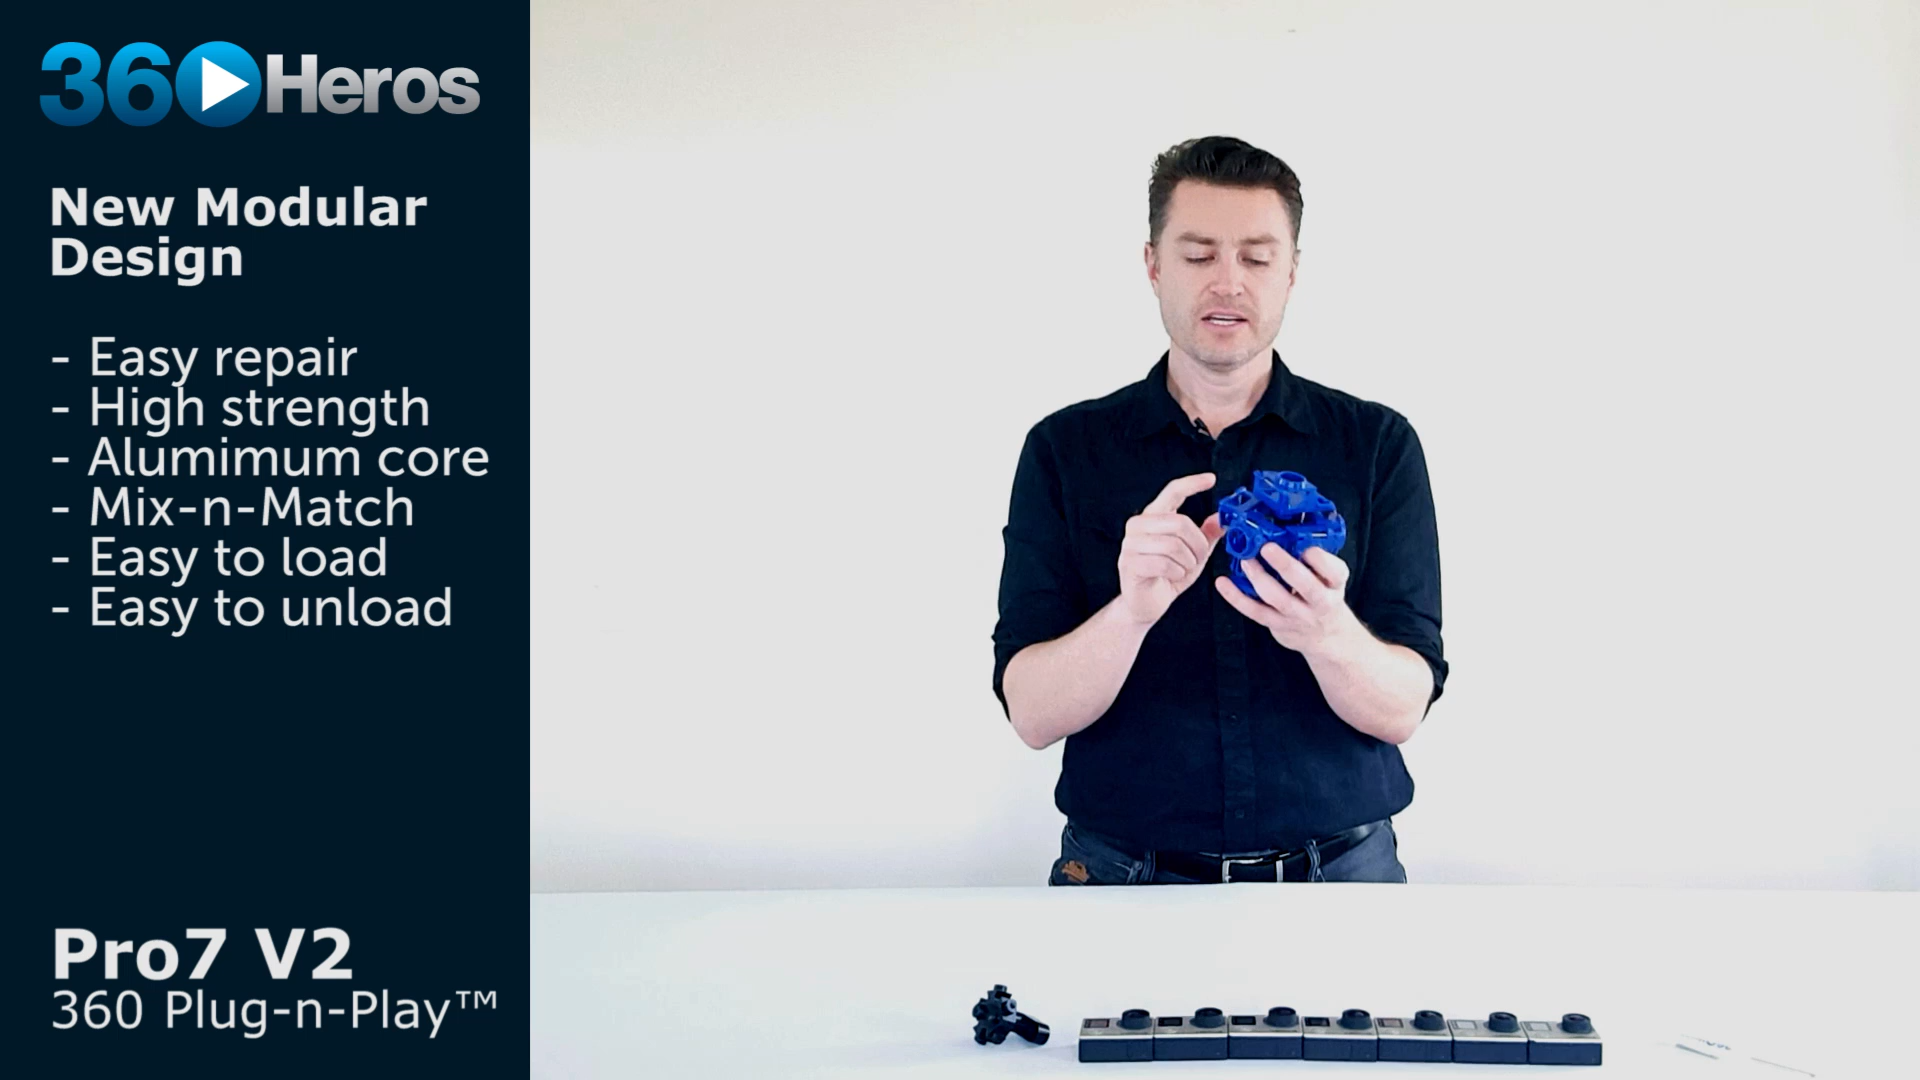 360Heros
New Modular
Design
- Easy repair
- High strength
- Alumimum core
- Mix-n-Match
- Easy to load
- Easy to unload
Pro7 V2
360 Plug-n-Play™